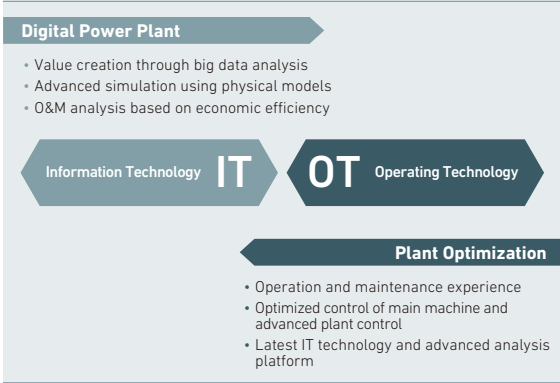 Digital Power Plant
• Value creation through big data analysis
• Advanced simulation using physical models
• O&M analysis based on economic efficiency
Information Technology IT
OT Operating Technology
Plant Optimization
• Operation and maintenance experience
• Optimized control of main machine and
advanced plant control
• Latest IT technology and advanced analysis
platform